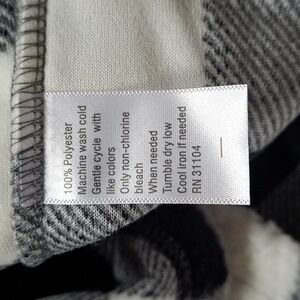 100% Polyester
Machine wash cold
Gentle cycle with
like colors
Only non-chlorine
bleach
When needed
Tumble dry low
Cool iron if needed
RN 31104